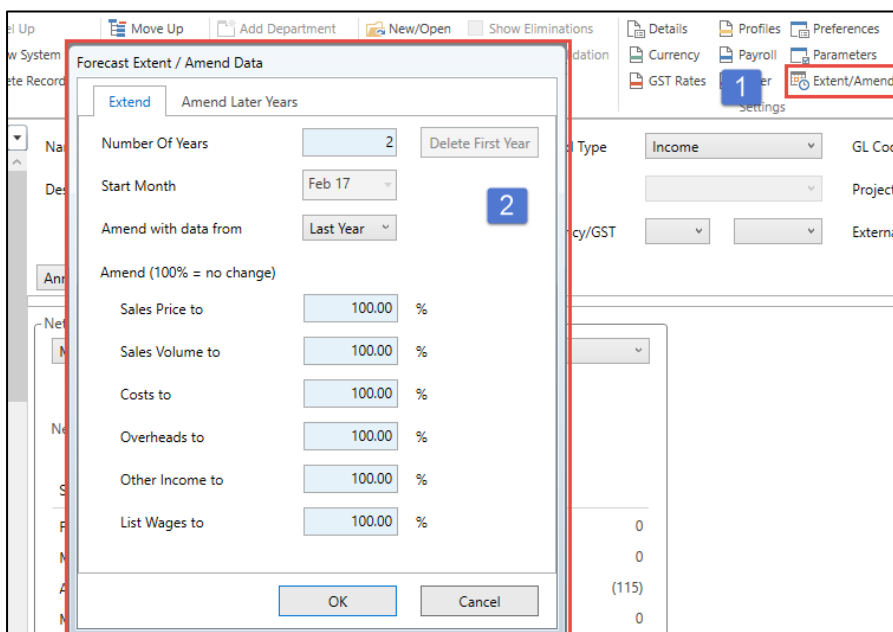 el Up Move Up Add Department New/Open Show Eliminations Details Profiles Preferences
w System dation Currency Payroll Parameters
ete Record GST Rates 1 er Extent/Amend
Settings
Forecast Extent / Amend Data
Extend Amend Later Years
Number Of Years 2 Delete First Year
Start Month Feb 17
Amend with data from Last Year
2
Amend (100% = no change)
Sales Price to 100.00 %
Sales Volume to 100.00 %
Costs to 100.00 %
Overheads to 100.00 %
Other Income to 100.00 %
List Wages to 100.00 %
OK Cancel
Nar d Type Income GL Cod
Des Project
ncy/GST Externa
Ann
Net
M
Ne
S
F 0
M 0
A (115)
M 0